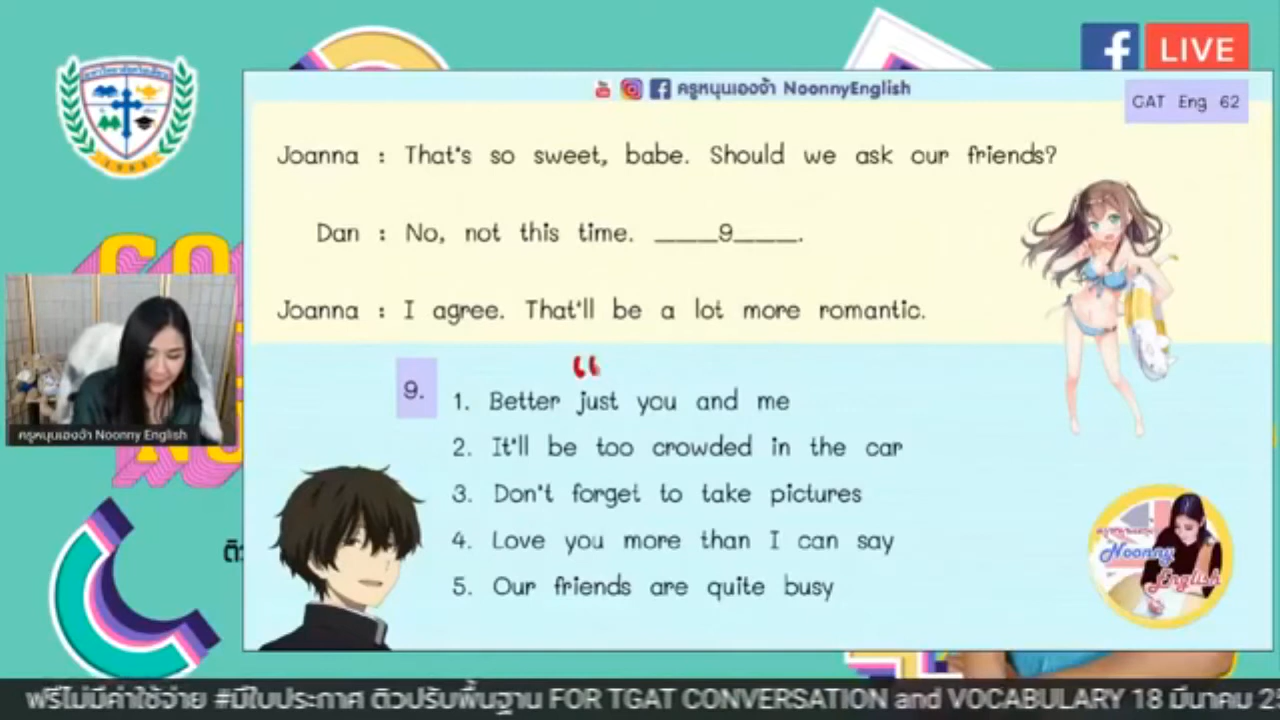 LIVE
ครูหนุนเองจ้า NoonnyEnglish
GAT Eng 62
Joanna : That's so sweet, babe. Should we ask our friends?
Dan : No, not this time. ____9____.
Joanna : I agree. That'll be a lot more romantic.
9.
1. Better just you and me
2. It'll be too crowded in the car
3. Don't forget to take pictures
4. Love you more than I can say
5. Our friends are quite busy
ครูหนุนเองจ้า Noonny English
Noonny
English
ฟรีไม่มีค่าใช้จ่าย #มีใบประกาศ ติวปรับพื้นฐาน FOR TGAT CONVERSATION and VOCABULARY 18 มีนาคม